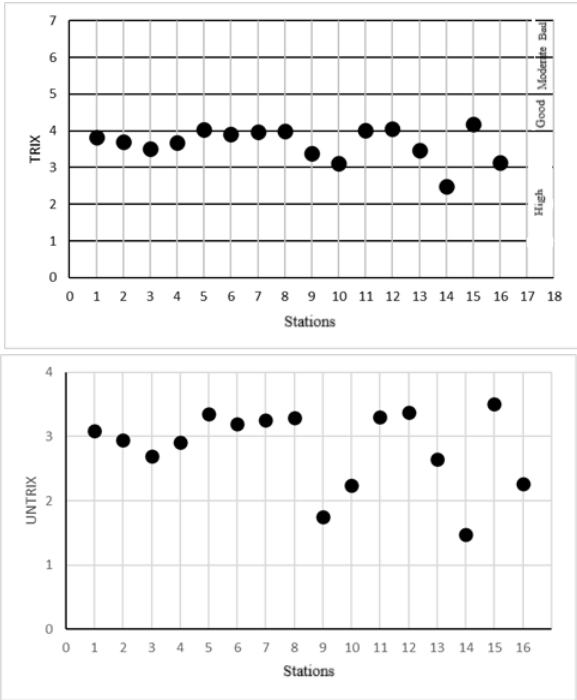 7
6
5
4
3
2
1
0
TRIX
Bad
Moderate
Good
High
0 1 2 3 4 5 6 7 8 9 10 11 12 13 14 15 16 17 18
Stations
4
3
2
1
0
UNTRIX
0 1 2 3 4 5 6 7 8 9 10 11 12 13 14 15 16
Stations